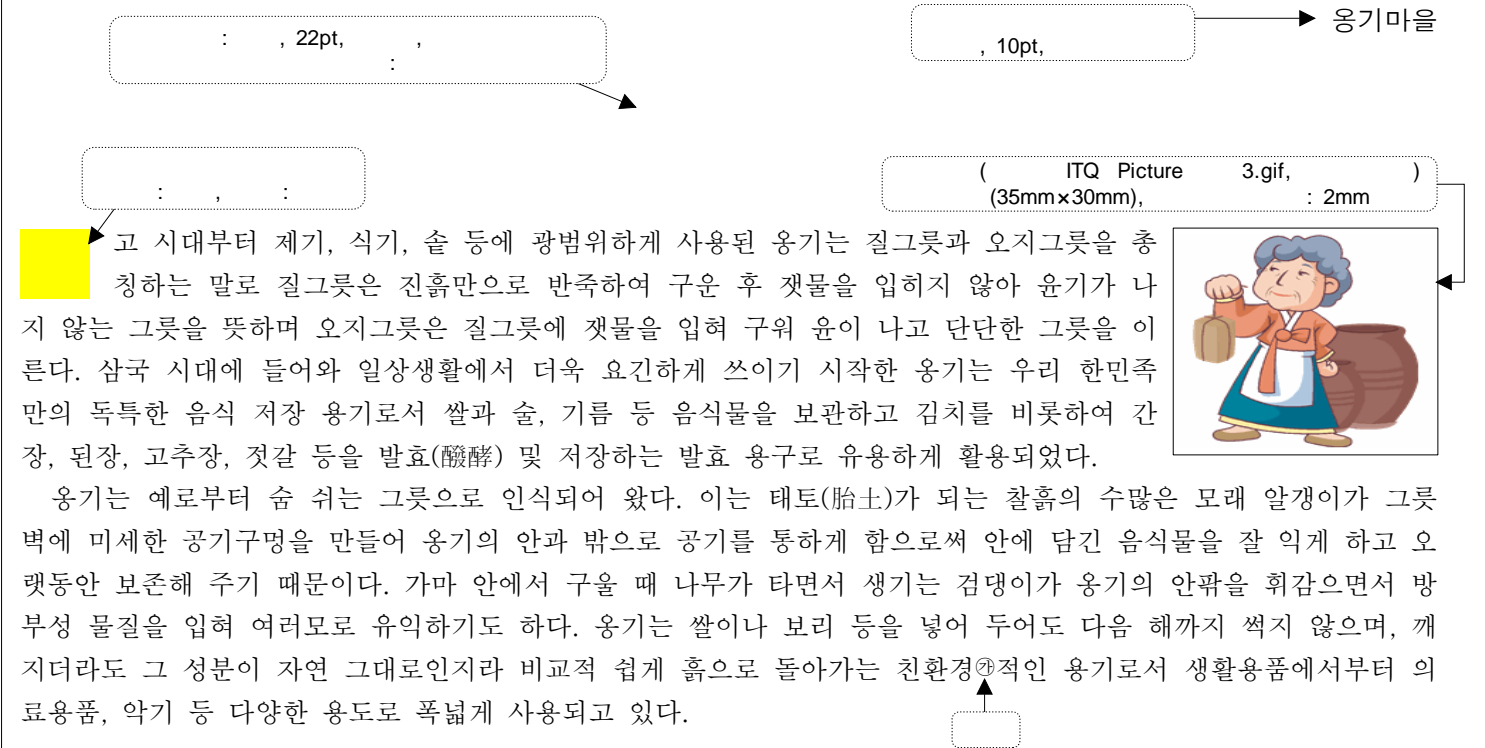 옹기마을
: , 22pt, ,
:
, 10pt,
: , :
( ITQ Picture 3.gif, )
(35mm×30mm), : 2mm
고 시대부터 제기, 식기, 솥 등에 광범위하게 사용된 옹기는 질그릇과 오지그릇을 총
칭하는 말로 질그릇은 진흙만으로 반죽하여 구운 후 잿물을 입히지 않아 윤기가 나
지 않는 그릇을 뜻하며 오지그릇은 질그릇에 잿물을 입혀 구워 윤이 나고 단단한 그릇을 이
른다. 삼국 시대에 들어와 일상생활에서 더욱 요긴하게 쓰이기 시작한 옹기는 우리 한민족
만의 독특한 음식 저장 용기로서 쌀과 술, 기름 등 음식물을 보관하고 김치를 비롯하여 간
장, 된장, 고추장, 젓갈 등을 발효(醱酵) 및 저장하는 발효 용구로 유용하게 활용되었다.
옹기는 예로부터 숨 쉬는 그릇으로 인식되어 왔다. 이는 태토(胎土)가 되는 찰흙의 수많은 모래 알갱이가 그릇
벽에 미세한 공기구멍을 만들어 옹기의 안과 밖으로 공기를 통하게 함으로써 안에 담긴 음식물을 잘 익게 하고 오
랫동안 보존해 주기 때문이다. 가마 안에서 구울 때 나무가 타면서 생기는 검댕이가 옹기의 안팎을 휘감으면서 방
부성 물질을 입혀 여러모로 유익하기도 하다. 옹기는 쌀이나 보리 등을 넣어 두어도 다음 해까지 썩지 않으며, 깨
지더라도 그 성분이 자연 그대로인지라 비교적 쉽게 흙으로 돌아가는 친환경㉮적인 용기로서 생활용품에서부터 의
료용품, 악기 등 다양한 용도로 폭넓게 사용되고 있다.